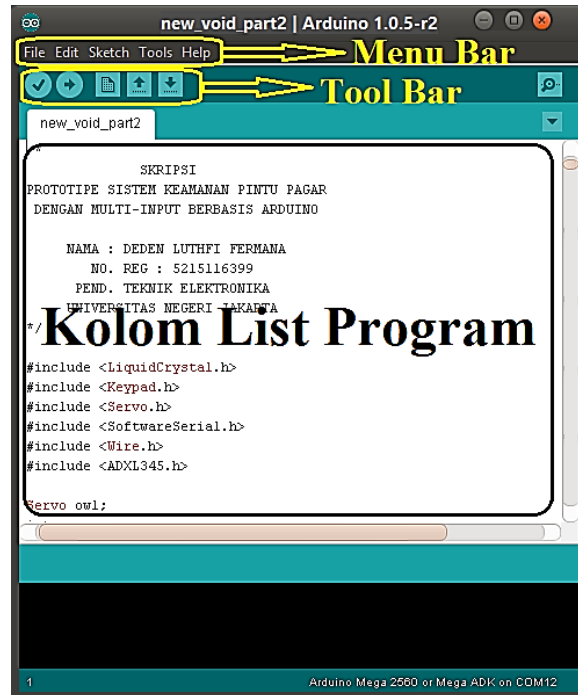 new_void_part2 | Arduino 1.0.5-r2
File Edit Sketch Tools Help
Menu Bar
Tool Bar
new_void_part2
SKRIPSI
PROTOTIPE SISTEM KEAMANAN PINTU PAGAR
DENGAN MULTI-INPUT BERBASIS ARDUINO
NAMA : DEDEN LUTHFI FERMANA
NO. REG : 5215116399
PEND. TEKNIK ELEKTRONIKA
UNIVERSITAS NEGERI JAKARTA
*/
Kolom List Program
#include <LiquidCrystal.h>
#include <Keypad.h>
#include <Servo.h>
#include <SoftwareSerial.h>
#include <Wire.h>
#include <ADXL345.h>
Servo owl;
1
Arduino Mega 2560 or Mega ADK on COM12